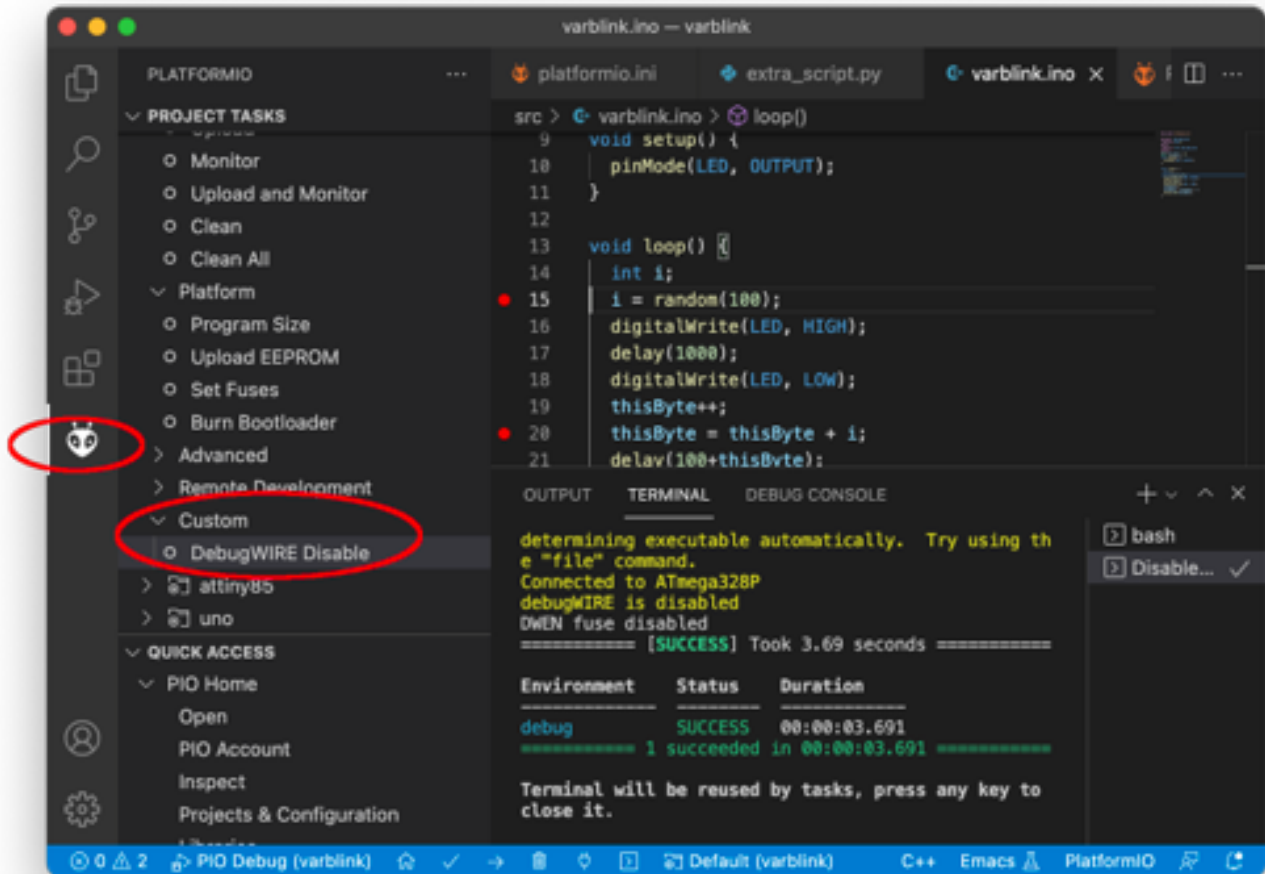 varblink.ino — varblink
PLATFORMIO
PROJECT TASKS
Upload
Monitor
Upload and Monitor
Clean
Clean All
Platform
Program Size
Upload EEPROM
Set Fuses
Burn Bootloader
Advanced
Remote Development
Custom
DebugWIRE Disable
attiny85
uno
QUICK ACCESS
PIO Home
Open
PIO Account
Inspect
Projects & Configuration
platformio.ini extra_script.py varblink.ino
src > varblink.ino > loop()
9 void setup() {
10 pinMode(LED, OUTPUT);
11 }
12
13 void loop() {
14 int i;
15 i = random(100);
16 digitalWrite(LED, HIGH);
17 delay(1000);
18 digitalWrite(LED, LOW);
19 thisByte++;
20 thisByte = thisByte + i;
21 delay(100+thisByte);
OUTPUT TERMINAL DEBUG CONSOLE
determining executable automatically. Try using th
e "file" command.
Connected to ATmega328P
debugWIRE is disabled
DWEN fuse disabled
=========== [SUCCESS] Took 3.69 seconds ===========
Environment Status Duration
------------- -------- ------------
debug SUCCESS 00:00:03.691
=========== 1 succeeded in 00:00:03.691 ===========
Terminal will be reused by tasks, press any key to
close it.
bash
Disable...
0 2 PIO Debug (varblink) Default (varblink) C++ Emacs PlatformIO